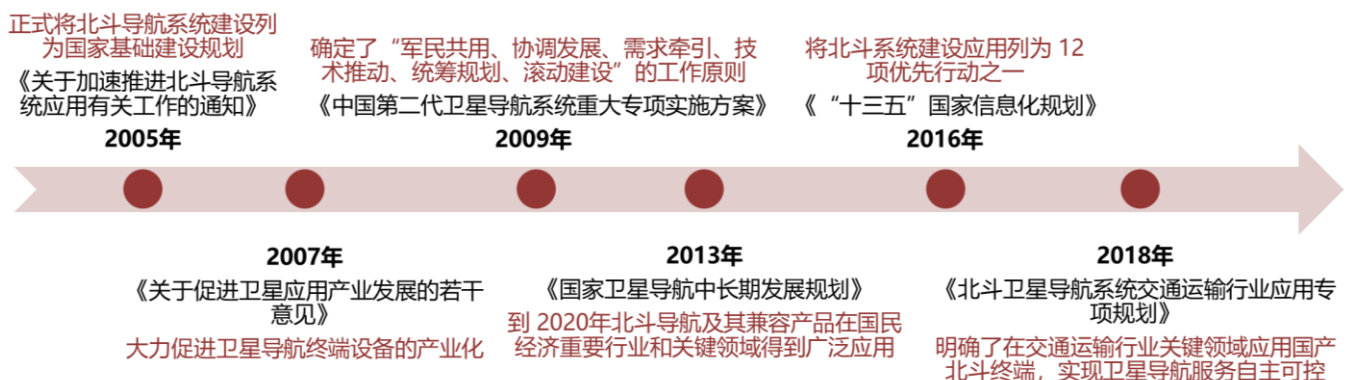 正式将北斗导航系统建设列
为国家基础建设规划
《关于加速推进北斗导航系
统应用有关工作的通知》
2005年
确定了“军民共用、协调发展、需求牵引、技
术推动、统筹规划、滚动建设”的工作原则
《中国第二代卫星导航系统重大专项实施方案》
2009年
将北斗系统建设应用列为 12
项优先行动之一
《“十三五”国家信息化规划》
2016年
2007年
《关于促进卫星应用产业发展的若干
意见》
大力促进卫星导航终端设备的产业化
2013年
《国家卫星导航中长期发展规划》
到 2020年北斗导航及其兼容产品在国民
经济重要行业和关键领域得到广泛应用
2018年
《北斗卫星导航系统交通运输行业应用专
项规划》
明确了在交通运输行业关键领域应用国产
北斗终端，实现卫星导航服务自主可控